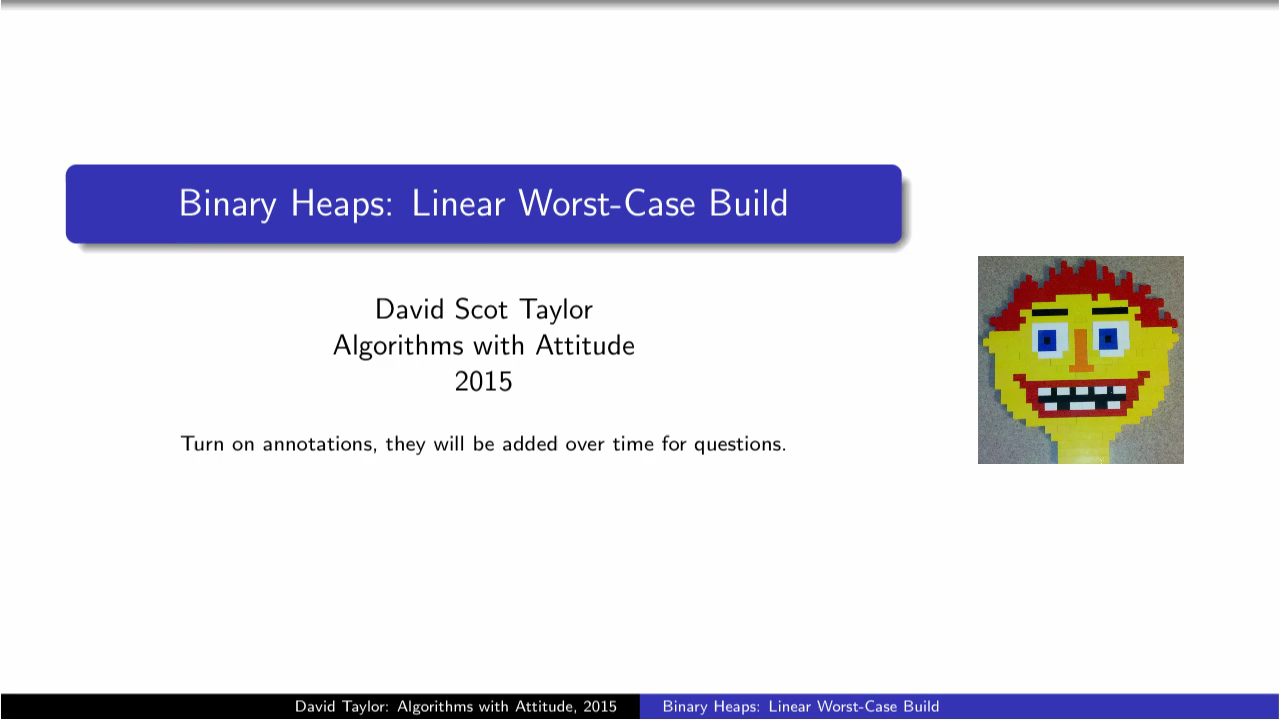 Binary Heaps: Linear Worst-Case Build
David Scot Taylor
Algorithms with Attitude
2015
Turn on annotations, they will be added over time for questions.
David Taylor: Algorithms with Attitude, 2015
Binary Heaps: Linear Worst-Case Build